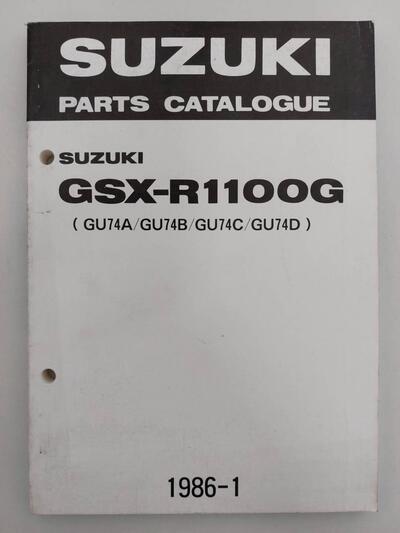 SUZUKI
PARTS CATALOGUE
SUZUKI
GSX-R1100G
( GU74A/GU74B/GU74C/GU74D )
1986-1